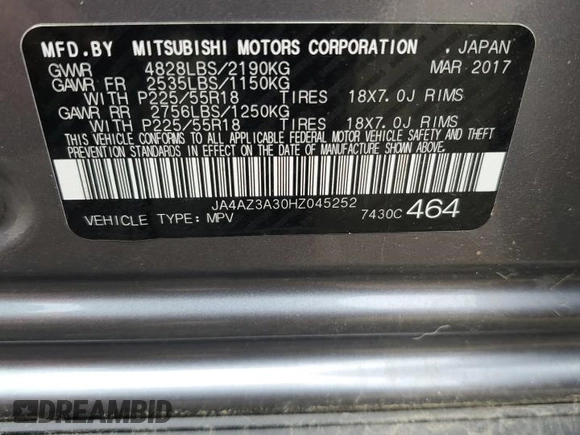 MFD.BY MITSUBISHI MOTORS CORPORATION . JAPAN
GVWR 4828LBS/2190KG MAR 2017
GAWR FR 2535LBS/1150KG
WITH P225/55R18 TIRES 18X7.0J RIMS
GAWR RR 2756LBS/1250KG
WITH P225/55R18 TIRES 18X7.0J RIMS
THIS VEHICLE CONFORMS TO ALL APPLICABLE FEDERAL MOTOR VEHICLE SAFETY AND THEFT
PREVENTION STANDARDS IN EFFECT ON THE DATE OF MANUFACTURE SHOWN ABOVE.
JA4AZ3A30HZ045252
VEHICLE TYPE: MPV 7430C 464
DREAMBID